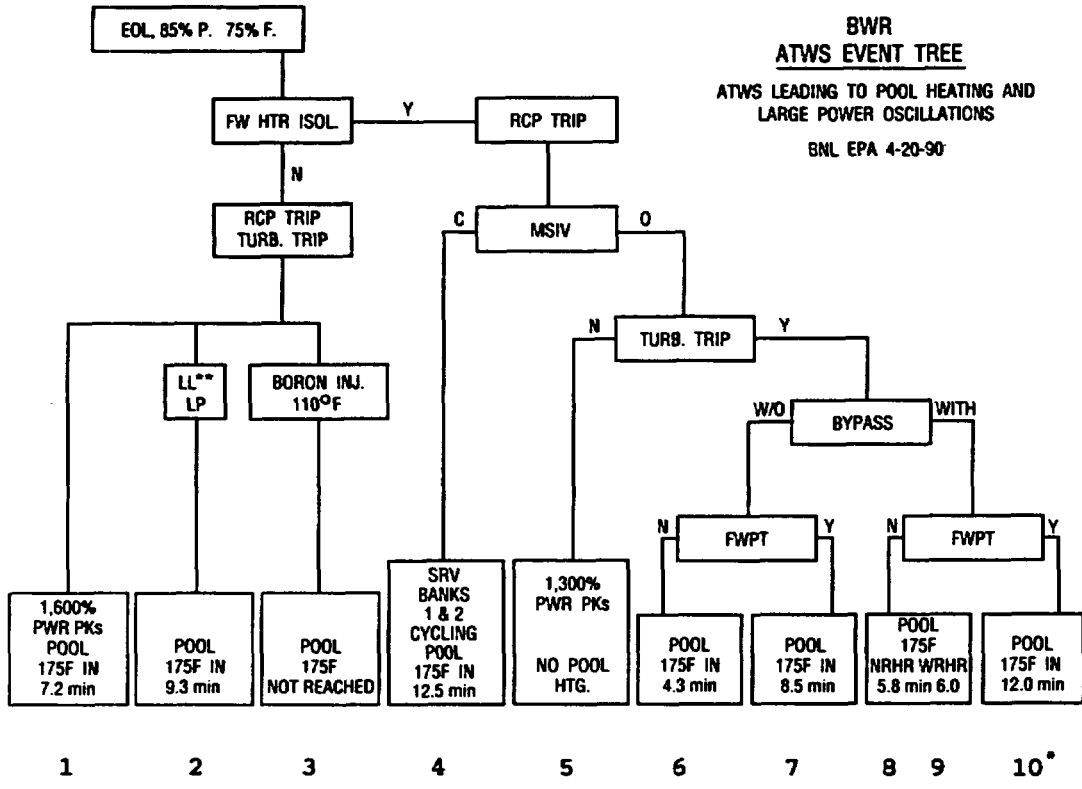 EOL, 85% P. 75% F.
BWR
ATWS EVENT TREE
ATWS LEADING TO POOL HEATING AND
LARGE POWER OSCILLATIONS
BNL EPA 4-20-90
FW HTR ISOL.
Y
RCP TRIP
N
RCP TRIP
TURB. TRIP
C
MSIV
O
N
TURB. TRIP
Y
LL**
LP
BORON INJ.
110°F
W/O
BYPASS
WITH
N
FWPT
Y
N
FWPT
Y
1,600%
PWR PKs
POOL
175F IN
7.2 min
POOL
175F IN
9.3 min
POOL
175F
NOT REACHED
SRV
BANKS
1 & 2
CYCLING
POOL
175F IN
12.5 min
1,300%
PWR PKs
NO POOL
HTG.
POOL
175F IN
4.3 min
POOL
175F IN
8.5 min
POOL
175F
NRHR WRHR
5.8 min 6.0
POOL
175F IN
12.0 min
1 2 3 4 5 6 7 8 9 10*